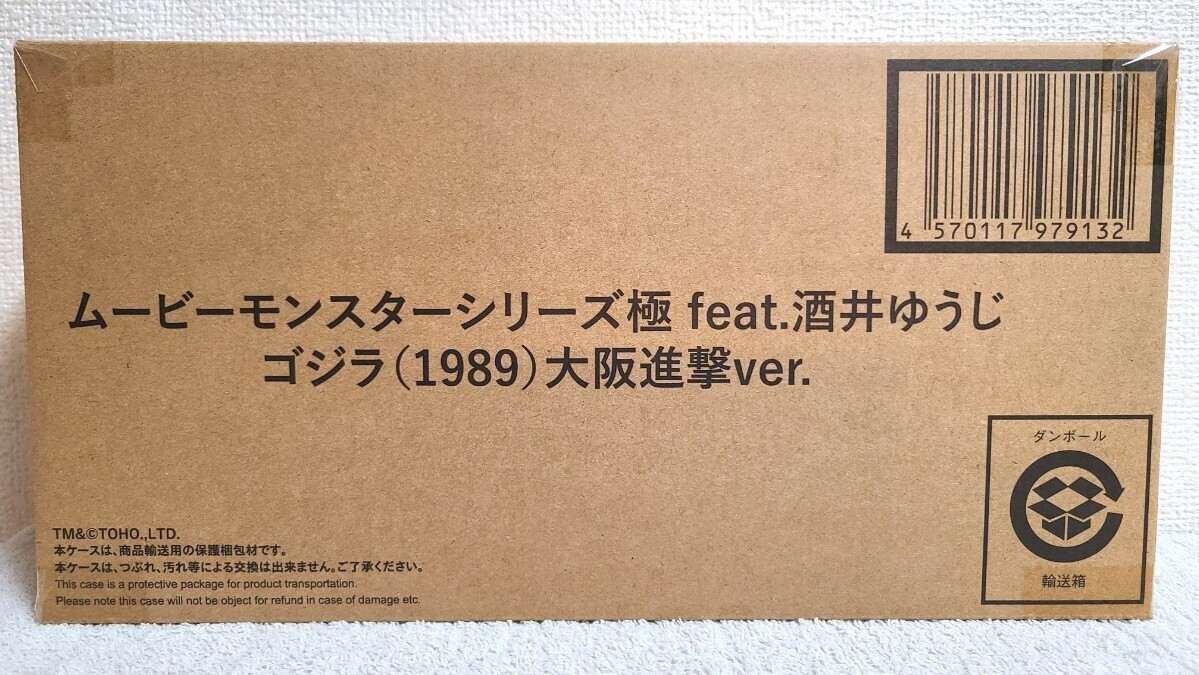 4 570117 979132
ムービーモンスターシリーズ極 feat.酒井ゆうじ
ゴジラ（1989）大阪進撃ver.
ダンボール
輸送箱
TM&©TOHO.,LTD.
本ケースは、商品輸送用の保護梱包材です。
本ケースは、つぶれ、汚れ等による交換は出来ません。ご了承ください。
This case is a protective package for product transportation.
Please note this case will not be object for refund in case of damage etc.